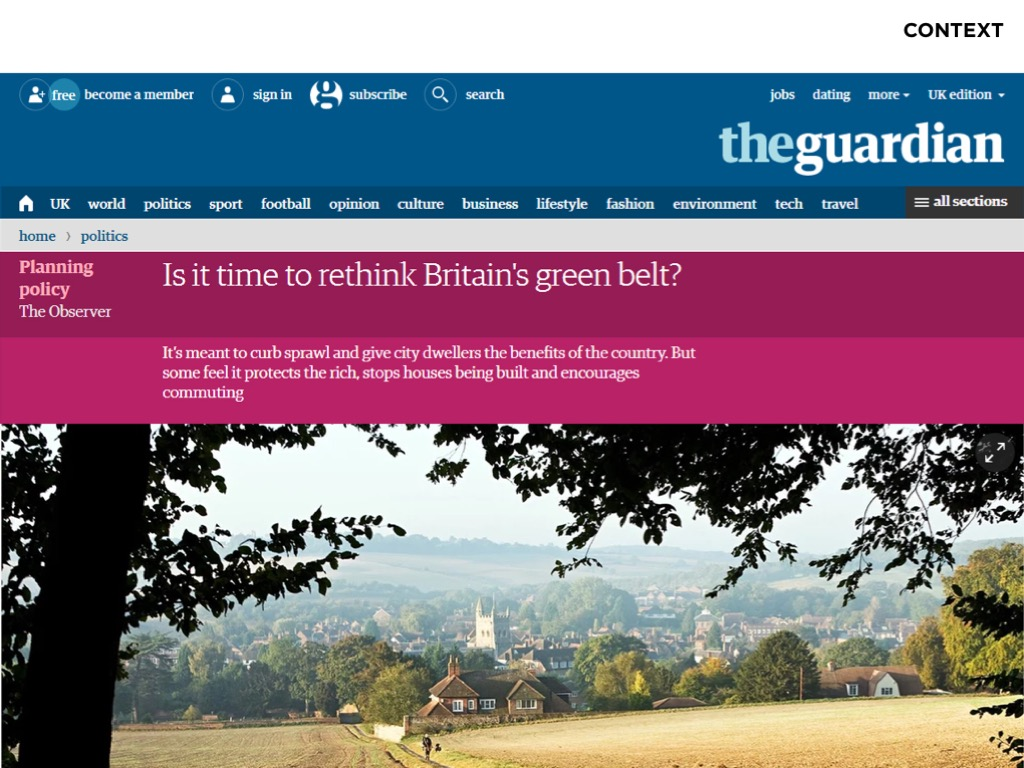 CONTEXT
free become a member sign in subscribe search jobs dating more UK edition
theguardian
UK world politics sport football opinion culture business lifestyle fashion environment tech travel all sections
home › politics
Planning
policy
The Observer
Is it time to rethink Britain's green belt?
It's meant to curb sprawl and give city dwellers the benefits of the country. But
some feel it protects the rich, stops houses being built and encourages
commuting